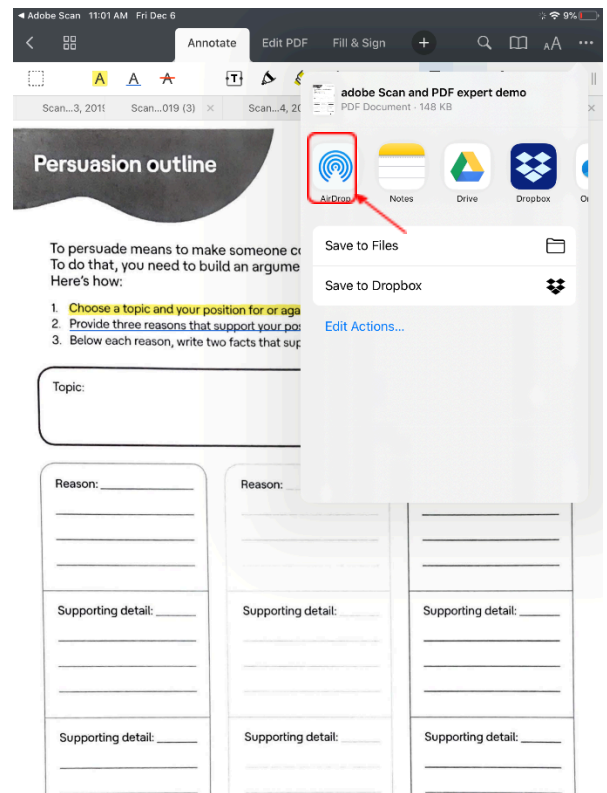 Adobe Scan 11:01 AM Fri Dec 6 9%
Annotate Edit PDF Fill & Sign + AA
A A A T
Scan...3, 2019 Scan...019 (3) Scan...4, 20
adobe Scan and PDF expert demo
PDF Document · 148 KB
AirDrop Notes Drive Dropbox
Save to Files
Save to Dropbox
Edit Actions...
Persuasion outline
To persuade means to make someone
To do that, you need to build an argume
Here's how:
1. Choose a topic and your position for or aga
2. Provide three reasons that support your pos
3. Below each reason, write two facts that sup
Topic:
Reason: Reason:
Supporting detail: Supporting detail: Supporting detail:
Supporting detail: Supporting detail: Supporting detail: